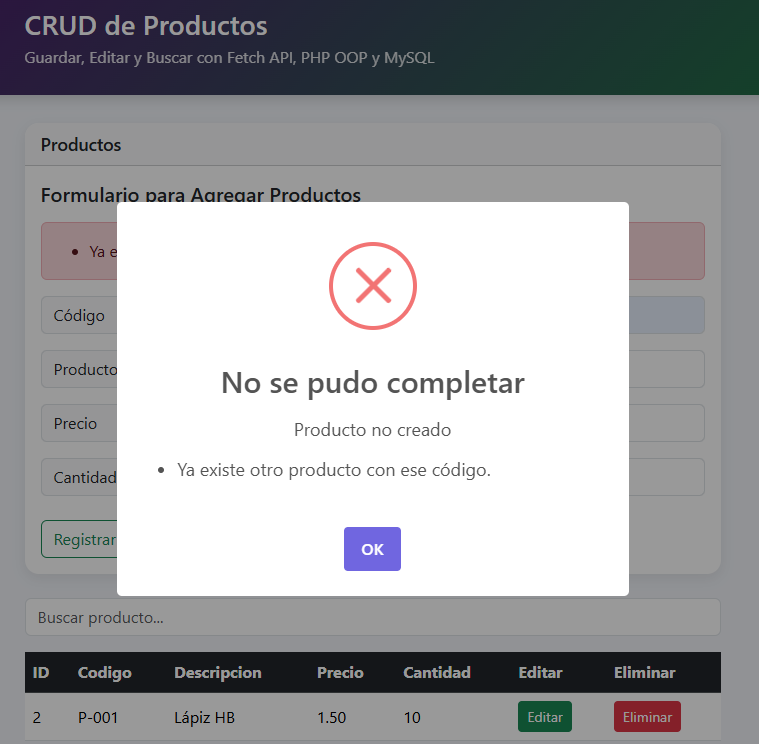 CRUD de Productos
Guardar, Editar y Buscar con Fetch API, PHP OOP y MySQL
Productos
Formulario para Agregar Productos
• Ya
Código
Producto
Precio
Cantidad
Registrar
No se pudo completar
Producto no creado
• Ya existe otro producto con ese código.
OK
Buscar producto...
ID Codigo Descripcion Precio Cantidad Editar Eliminar
2 P-001 Lápiz HB 1.50 10 Editar Eliminar